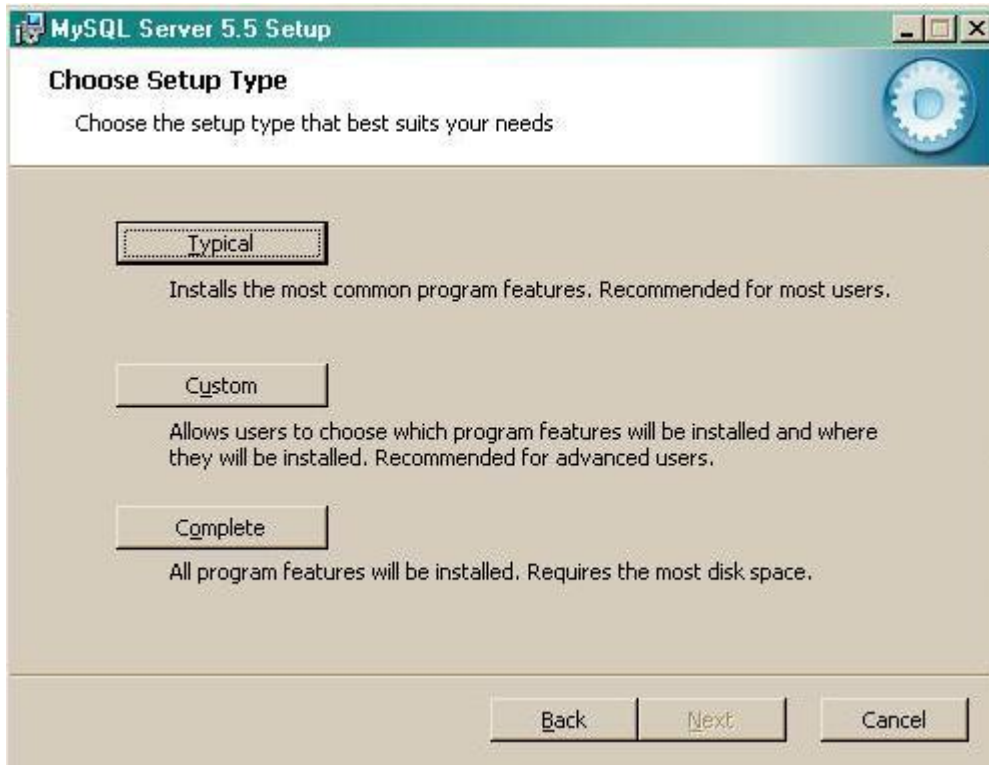 MySQL Server 5.5 Setup
Choose Setup Type
Choose the setup type that best suits your needs
Typical
Installs the most common program features. Recommended for most users.
Custom
Allows users to choose which program features will be installed and where
they will be installed. Recommended for advanced users.
Complete
All program features will be installed. Requires the most disk space.
Back Next Cancel